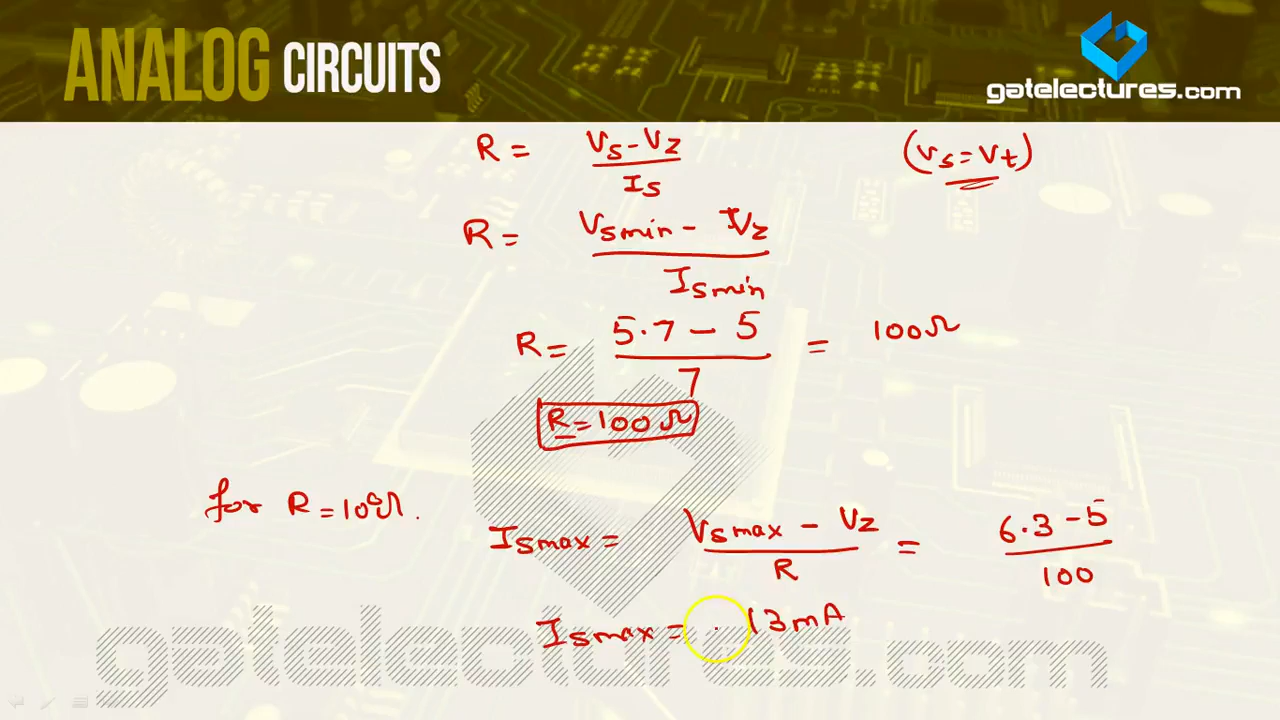 ANALOG CIRCUITS
gatelectures.com
R = Vs - Vz / Is (Vs = Vt)
R = Vsmin - Vz / Ismin
R = 5.7 - 5 / 7 = 100Ω
R = 100Ω
for R = 100Ω.
Ismax = Vsmax - Vz / R = 6.3 - 5 / 100
Ismax = 13mA
gatelectures.com